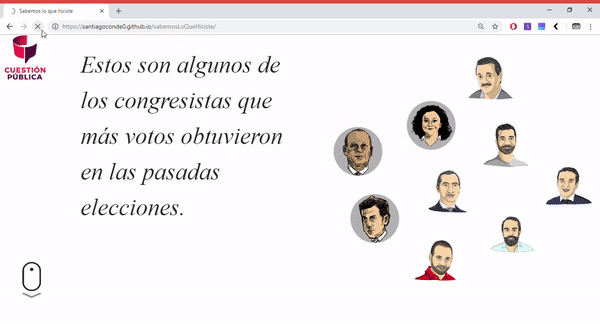 Sabemos lo que hiciste
https://santiagoconde0.github.io/sabemosLoQueHiciste/
CUESTIÓN
PÚBLICA
Estos son algunos de
los congresistas que
más votos obtuvieron
en las pasadas
elecciones.